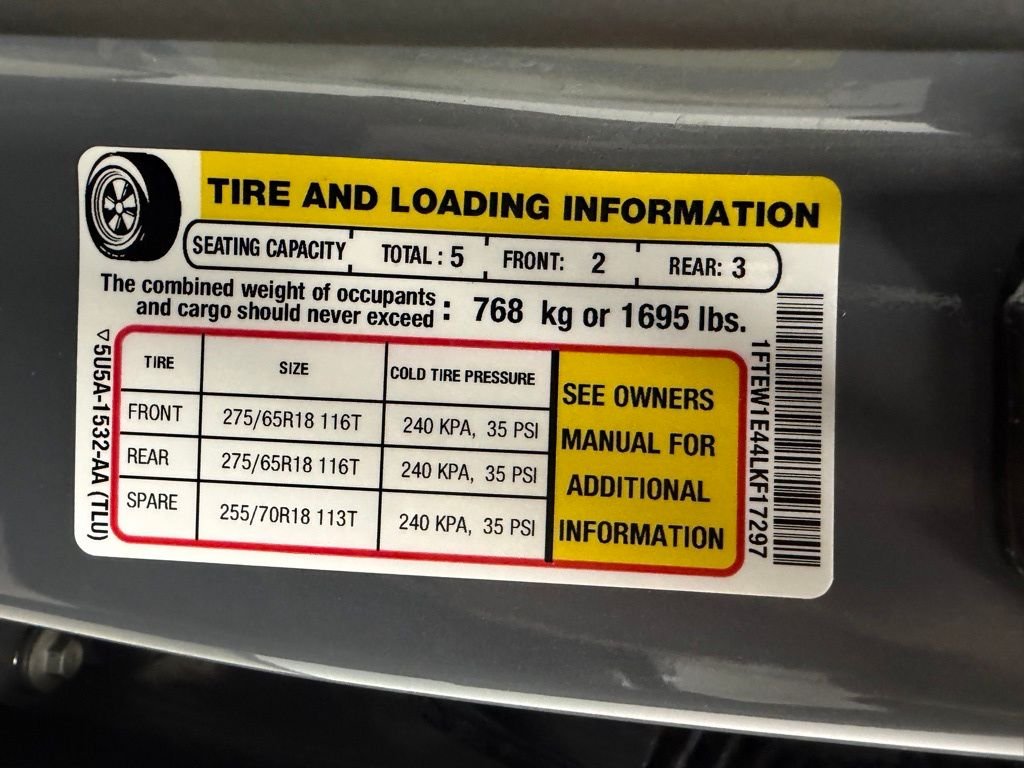 TIRE AND LOADING INFORMATION
SEATING CAPACITY TOTAL : 5 FRONT: 2 REAR: 3
The combined weight of occupants
and cargo should never exceed : 768 kg or 1695 lbs.
TIRE SIZE COLD TIRE PRESSURE
FRONT 275/65R18 116T 240 KPA, 35 PSI
REAR 275/65R18 116T 240 KPA, 35 PSI
SPARE 255/70R18 113T 240 KPA, 35 PSI
SEE OWNERS
MANUAL FOR
ADDITIONAL
INFORMATION
1FTEW1E44LKF17297
▽5U5A-1532-AA (TLU)